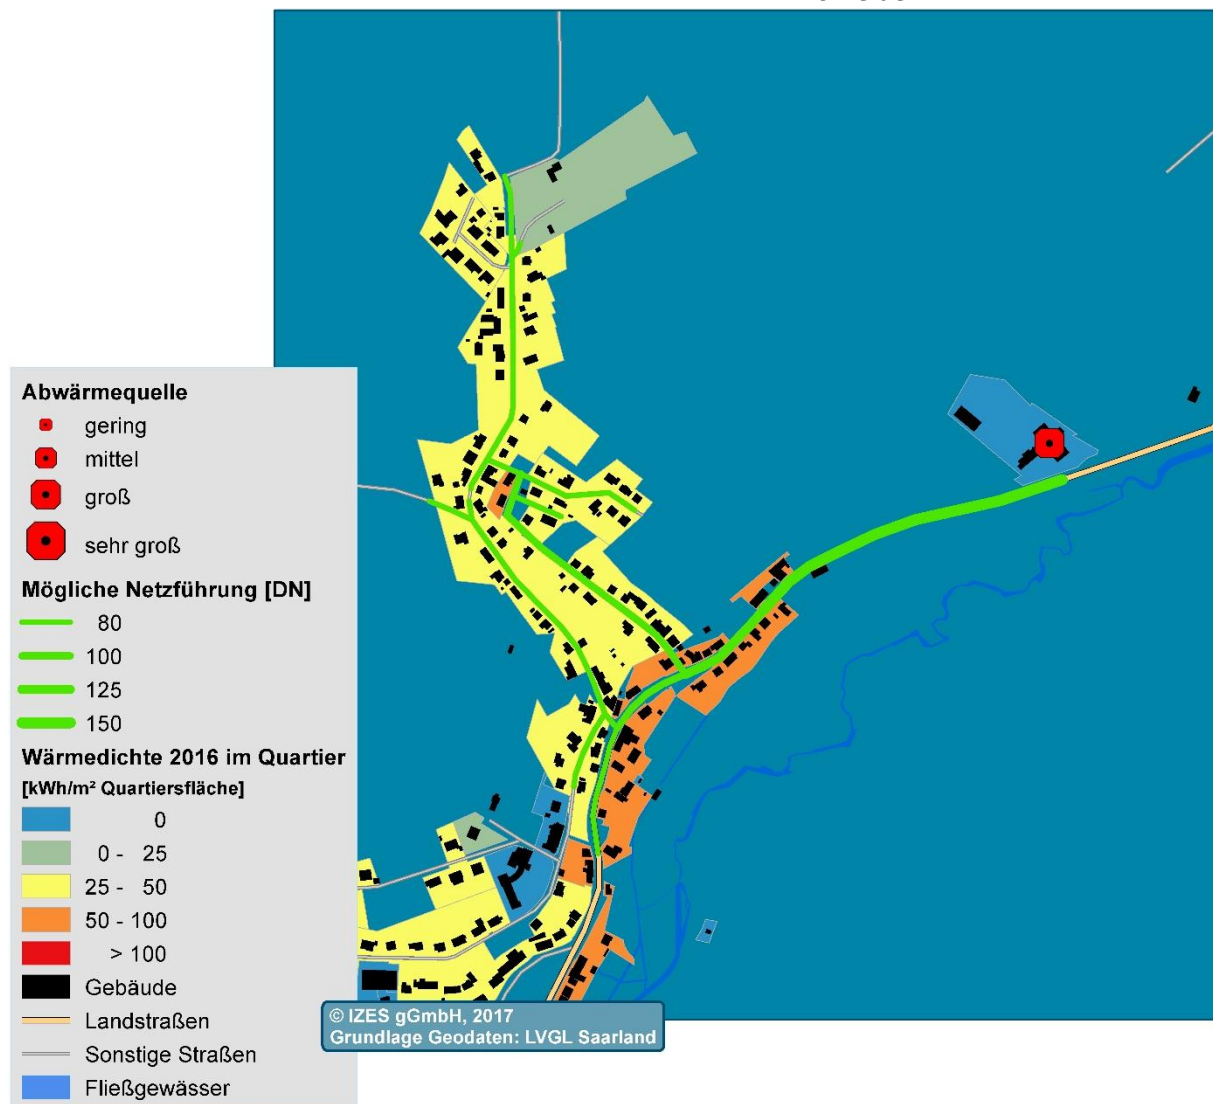 Abwärmequelle
gering
mittel
groß
sehr groß
Mögliche Netzführung [DN]
80
100
125
150
Wärmedichte 2016 im Quartier
[kWh/m² Quartiersfläche]
0
0 - 25
25 - 50
50 - 100
> 100
Gebäude
Landstraßen
Sonstige Straßen
Fließgewässer
© IZES gGmbH, 2017
Grundlage Geodaten: LVGL Saarland